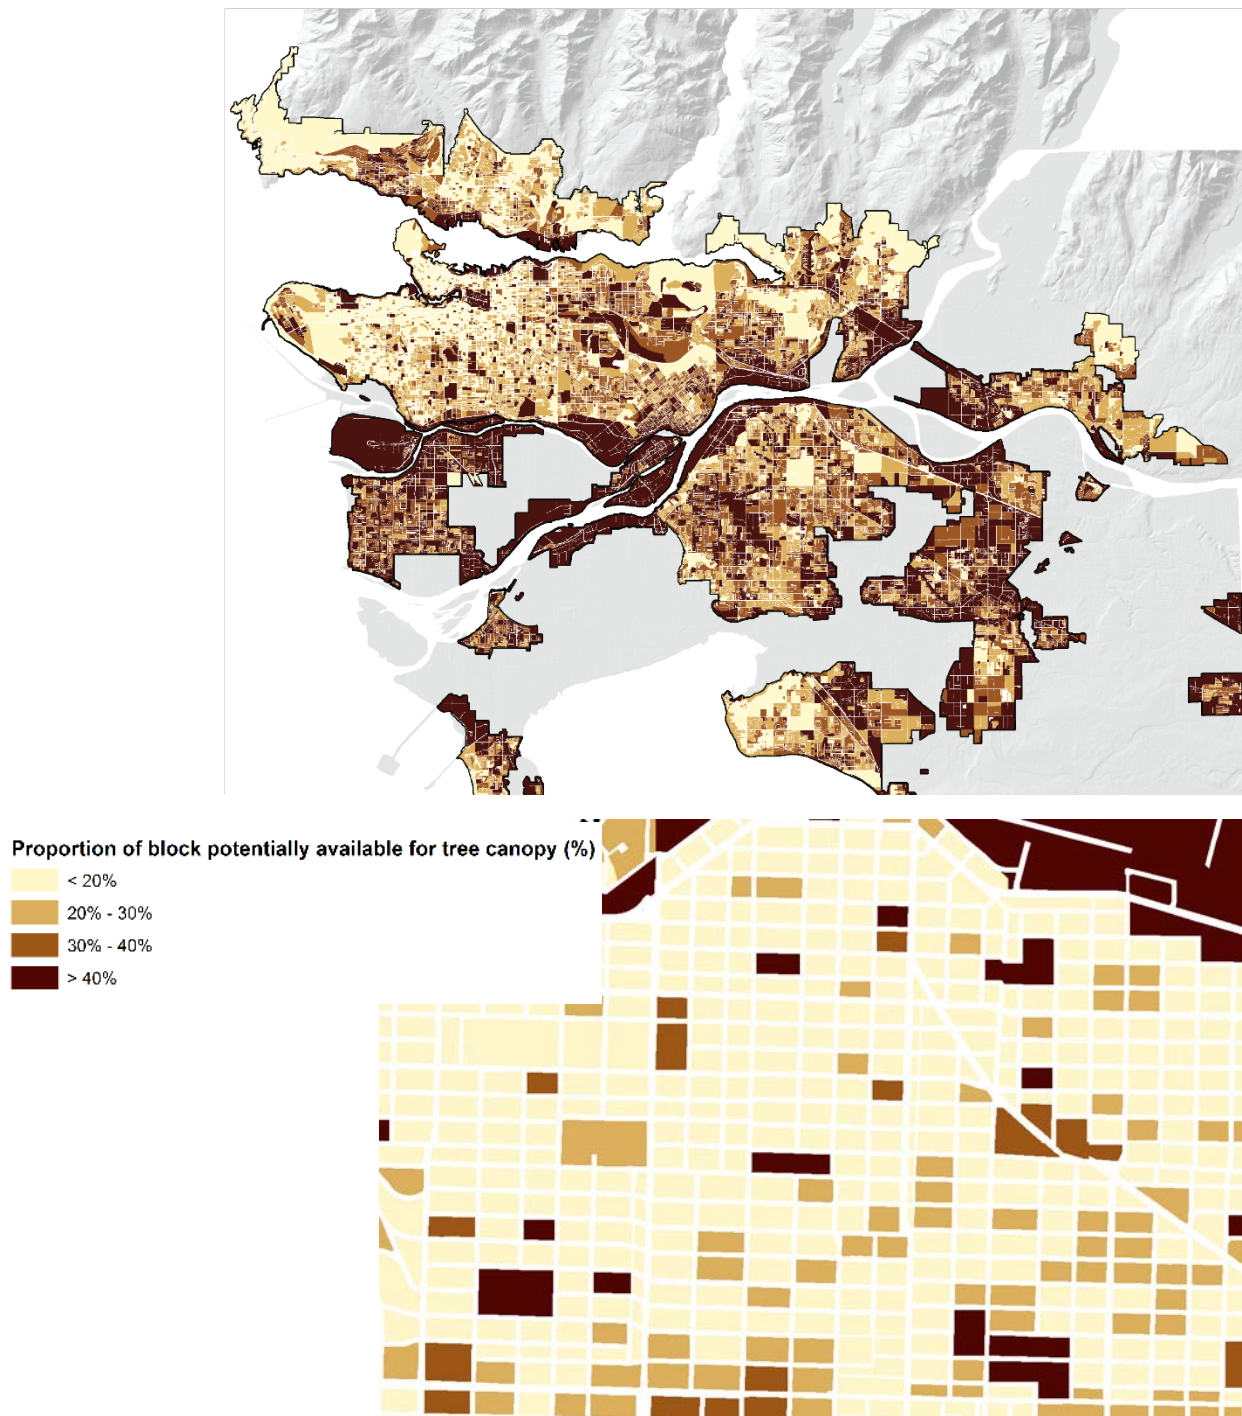 Proportion of block potentially available for tree canopy (%)
< 20%
20% - 30%
30% - 40%
> 40%